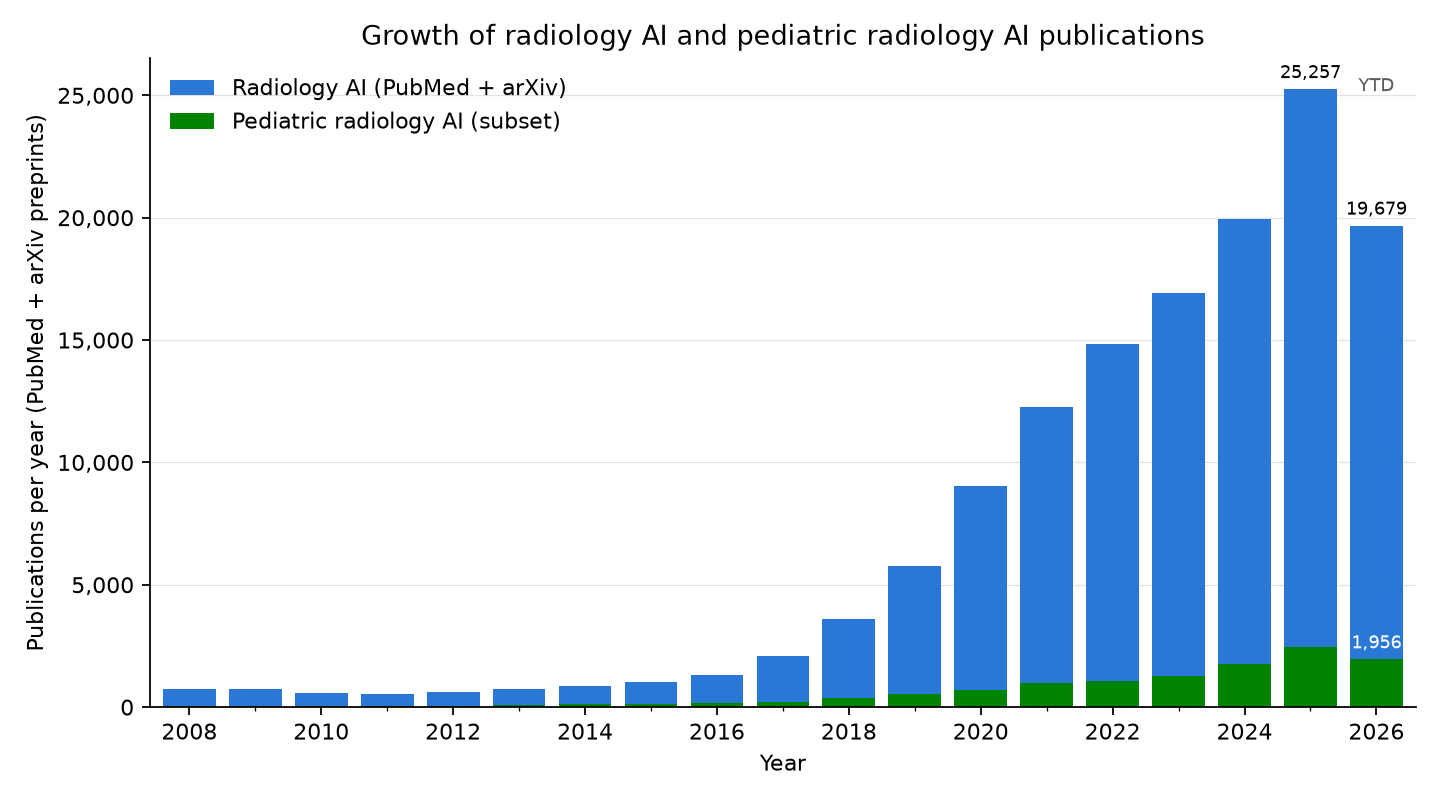 Growth of radiology AI and pediatric radiology AI publications
Radiology AI (PubMed + arXiv)
Pediatric radiology AI (subset)
25,257
YTD
19,679
1,956
Publications per year (PubMed + arXiv preprints)
25,000
20,000
15,000
10,000
5,000
0
2008 2010 2012 2014 2016 2018 2020 2022 2024 2026
Year